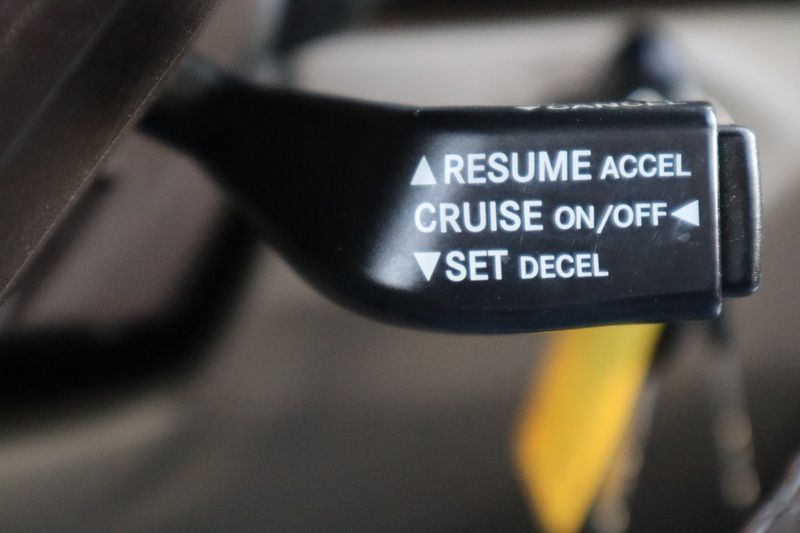 ▲RESUME ACCEL
CRUISE ON/OFF◀
▼SET DECEL